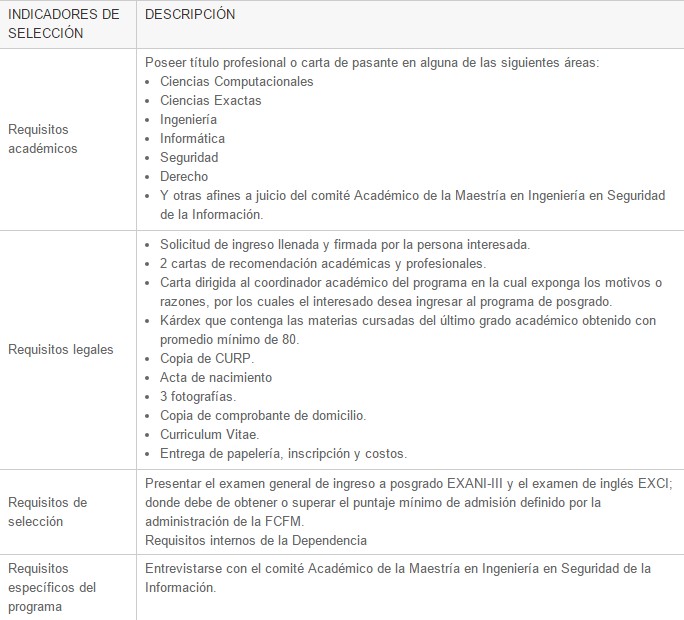 INDICADORES DE
SELECCIÓN
DESCRIPCIÓN
Requisitos
académicos
Poseer título profesional o carta de pasante en alguna de las siguientes áreas:
• Ciencias Computacionales
• Ciencias Exactas
• Ingeniería
• Informática
• Seguridad
• Derecho
• Y otras afines a juicio del comité Académico de la Maestría en Ingeniería en Seguridad
de la Información.
Requisitos legales
• Solicitud de ingreso llenada y firmada por la persona interesada.
• 2 cartas de recomendación académicas y profesionales.
• Carta dirigida al coordinador académico del programa en la cual exponga los motivos o
razones, por los cuales el interesado desea ingresar al programa de posgrado.
• Kárdex que contenga las materias cursadas del último grado académico obtenido con
promedio mínimo de 80.
• Copia de CURP.
• Acta de nacimiento
• 3 fotografías.
• Copia de comprobante de domicilio.
• Curriculum Vitae.
• Entrega de papelería, inscripción y costos.
Requisitos de
selección
Presentar el examen general de ingreso a posgrado EXANI-III y el examen de inglés EXCI;
donde debe de obtener o superar el puntaje mínimo de admisión definido por la
administración de la FCFM.
Requisitos internos de la Dependencia
Requisitos
específicos del
programa
Entrevistarse con el comité Académico de la Maestría en Ingeniería en Seguridad de la
Información.